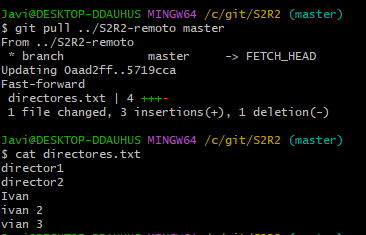 Javi@DESKTOP-DDAUHUS MINGW64 /c/git/S2R2 (master)
$ git pull ../S2R2-remoto master
From ../S2R2-remoto
 * branch            master     -> FETCH_HEAD
Updating 0aad2ff..5719cca
Fast-forward
 directores.txt | 4 +++-
 1 file changed, 3 insertions(+), 1 deletion(-)

Javi@DESKTOP-DDAUHUS MINGW64 /c/git/S2R2 (master)
$ cat directores.txt
director1
director2
Ivan
ivan 2
vian 3